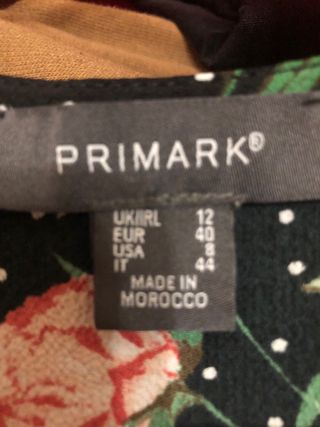 PRIMARK®
UK/IRL 12
EUR 40
USA 8
IT 44
MADE IN
MOROCCO